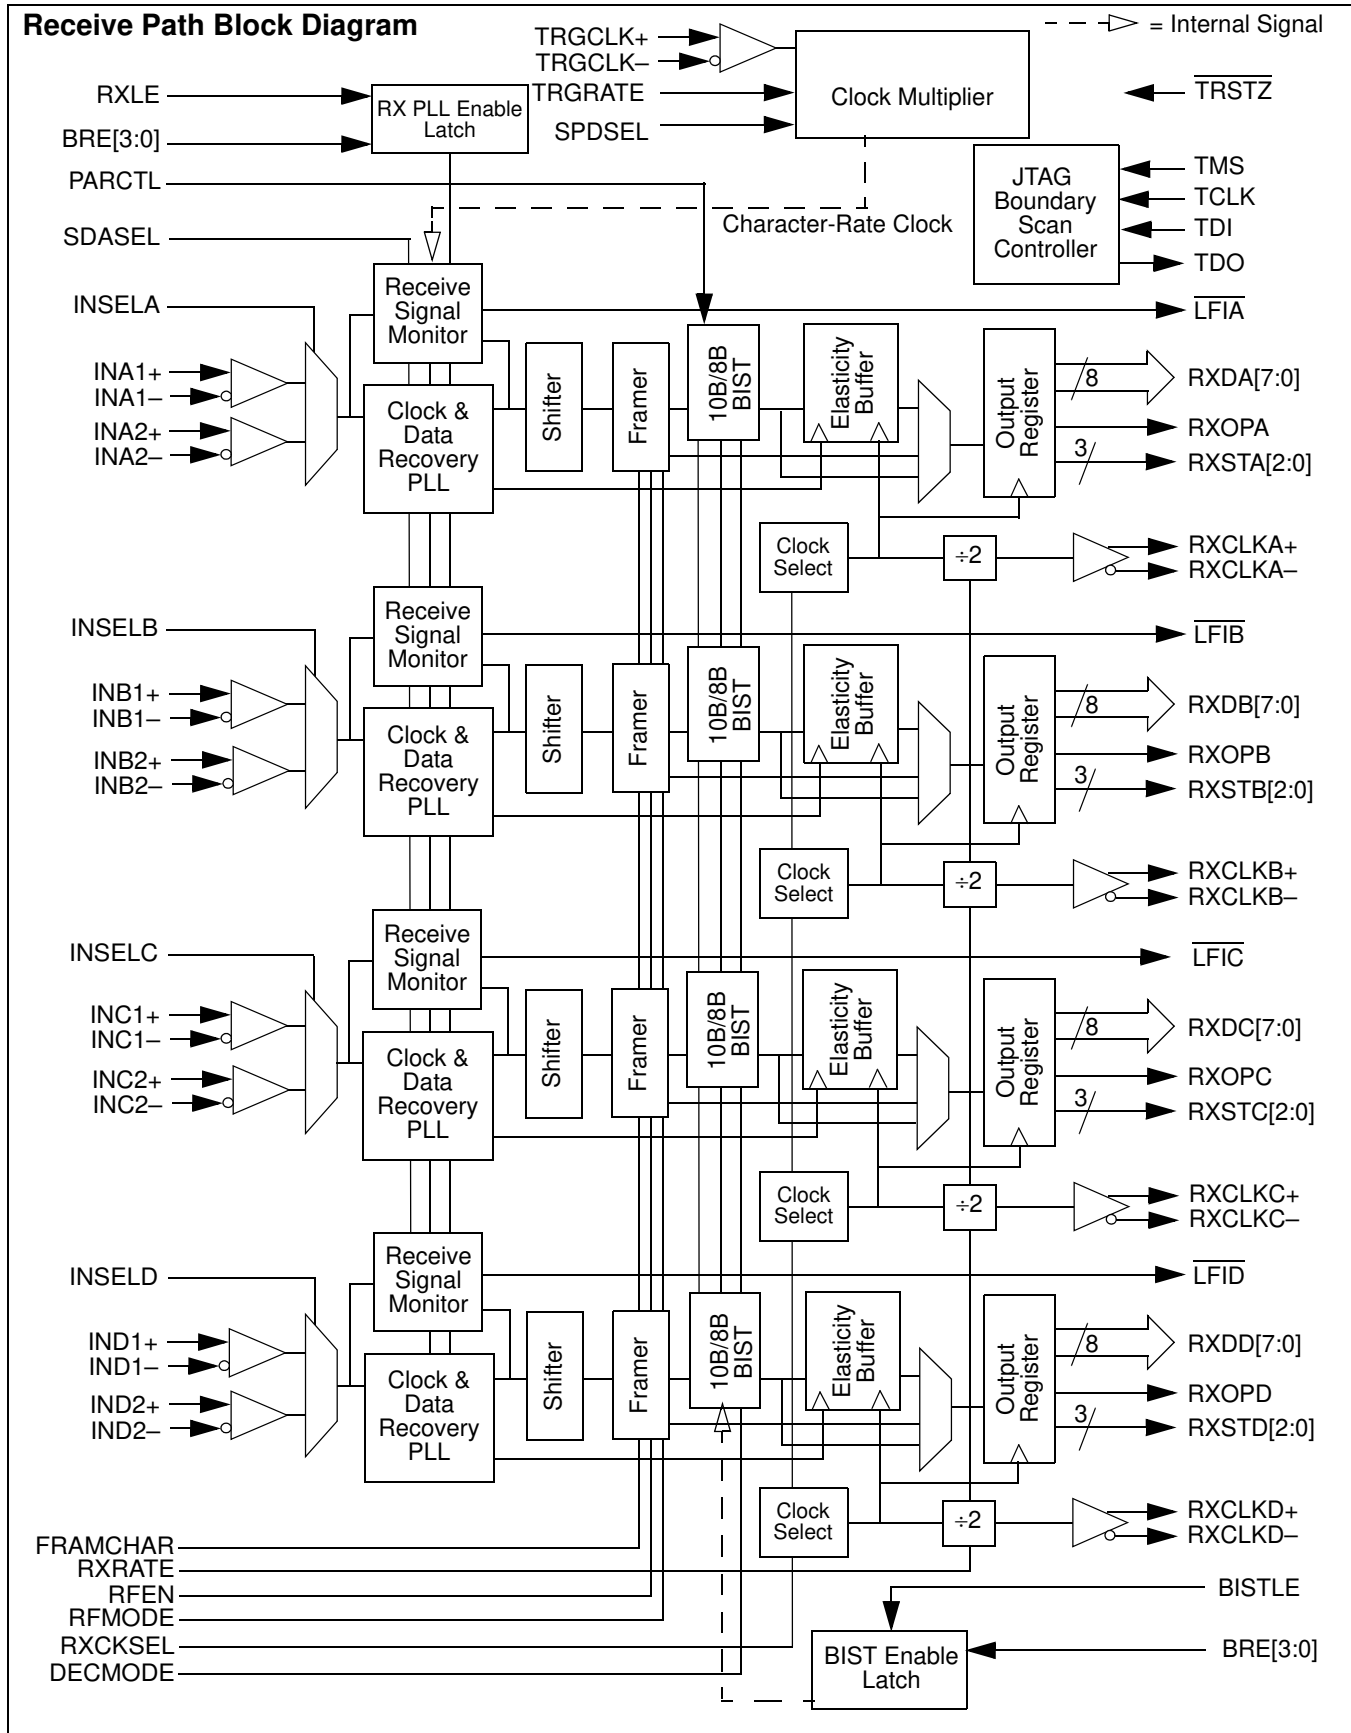 Receive Path Block Diagram
= Internal Signal
TRGCLK+
TRGCLK–
TRGRATE
SPDSEL
Clock Multiplier
TRSTZ
RXLE
BRE[3:0]
RX PLL Enable
Latch
PARCTL
SDASEL
Character-Rate Clock
JTAG
Boundary
Scan
Controller
TMS
TCLK
TDI
TDO
INSELA
INA1+
INA1–
INA2+
INA2–
Receive
Signal
Monitor
Clock &
Data
Recovery
PLL
Shifter
Framer
10B/8B
BIST
Elasticity
Buffer
Output
Register
LFIA
8
RXDA[7:0]
RXOPA
3
RXSTA[2:0]
Clock
Select
÷2
RXCLKA+
RXCLKA–
INSELB
INB1+
INB1–
INB2+
INB2–
Receive
Signal
Monitor
Clock &
Data
Recovery
PLL
Shifter
Framer
10B/8B
BIST
Elasticity
Buffer
Output
Register
LFIB
8
RXDB[7:0]
RXOPB
3
RXSTB[2:0]
Clock
Select
÷2
RXCLKB+
RXCLKB–
INSELC
INC1+
INC1–
INC2+
INC2–
Receive
Signal
Monitor
Clock &
Data
Recovery
PLL
Shifter
Framer
10B/8B
BIST
Elasticity
Buffer
Output
Register
LFIC
8
RXDC[7:0]
RXOPC
3
RXSTC[2:0]
Clock
Select
÷2
RXCLKC+
RXCLKC–
INSELD
IND1+
IND1–
IND2+
IND2–
Receive
Signal
Monitor
Clock &
Data
Recovery
PLL
Shifter
Framer
10B/8B
BIST
Elasticity
Buffer
Output
Register
LFID
8
RXDD[7:0]
RXOPD
3
RXSTD[2:0]
Clock
Select
÷2
RXCLKD+
RXCLKD–
FRAMCHAR
RXRATE
RFEN
RFMODE
RXCKSEL
DECMODE
BISTLE
BRE[3:0]
BIST Enable
Latch